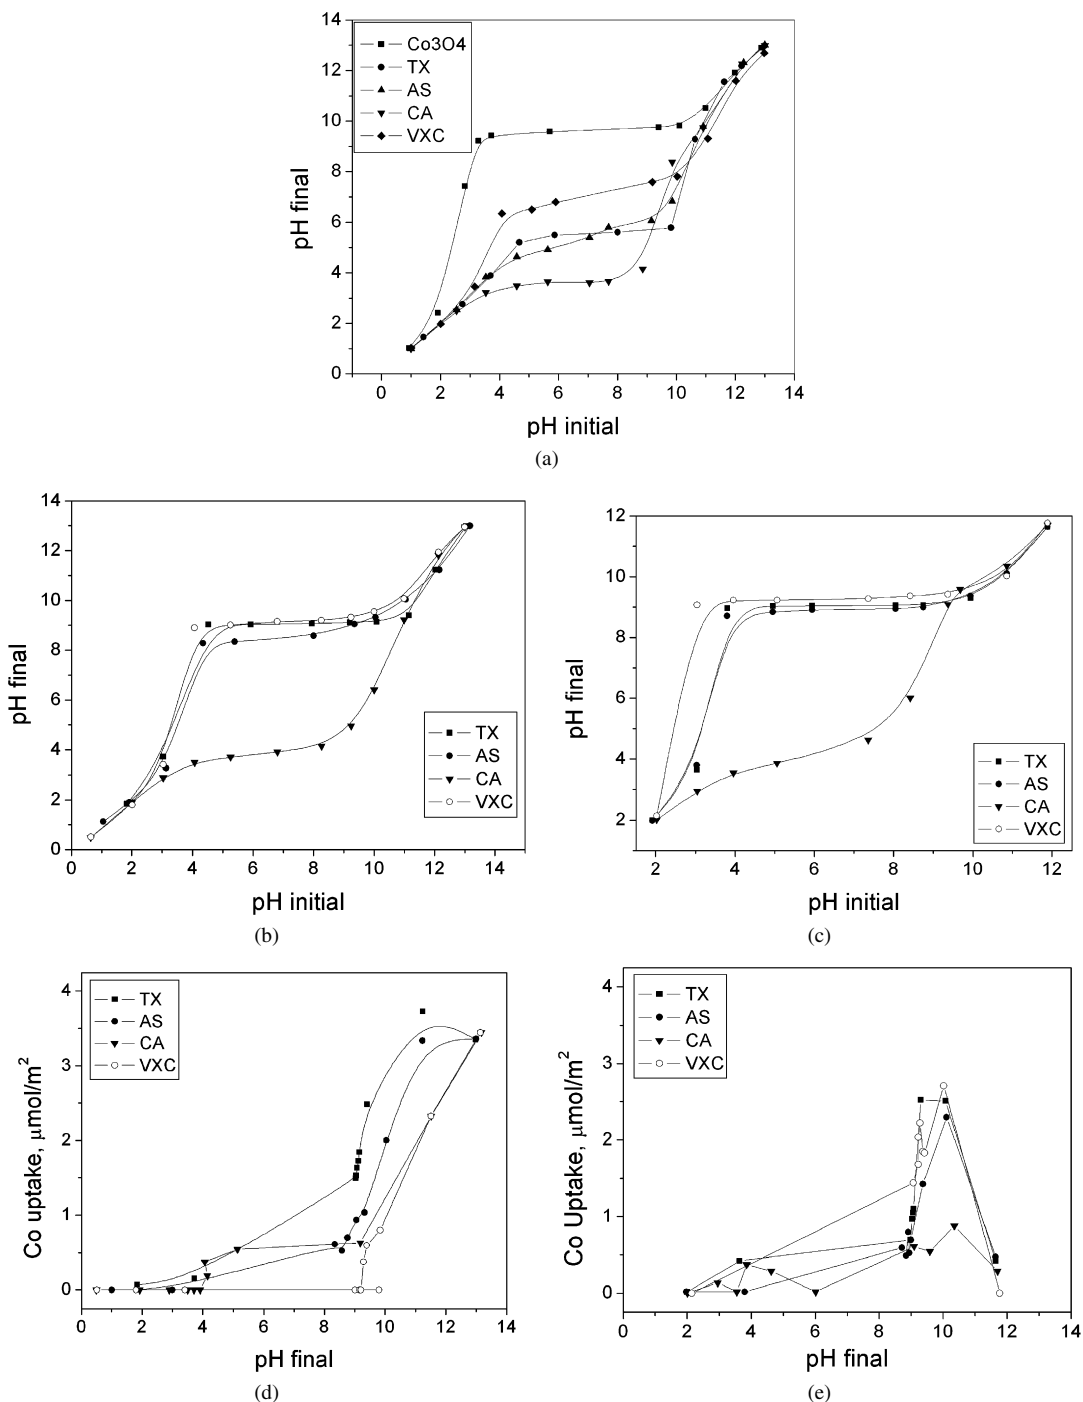 14
12
10
8
6
4
2
0
Co3O4
TX
AS
CA
VXC
pH final
0 2 4 6 8 10 12 14
pH initial
(a)
14
12
10
8
6
4
2
0
pH final
TX
AS
CA
VXC
0 2 4 6 8 10 12 14
pH initial
(b)
12
10
8
6
4
2
pH final
TX
AS
CA
VXC
2 4 6 8 10 12
pH initial
(c)
4
3
2
1
0
Co uptake, μmol/m²
TX
AS
CA
VXC
0 2 4 6 8 10 12 14
pH final
(d)
4
3
2
1
0
Co Uptake, μmol/m²
TX
AS
CA
VXC
0 2 4 6 8 10 12 14
pH final
(e)